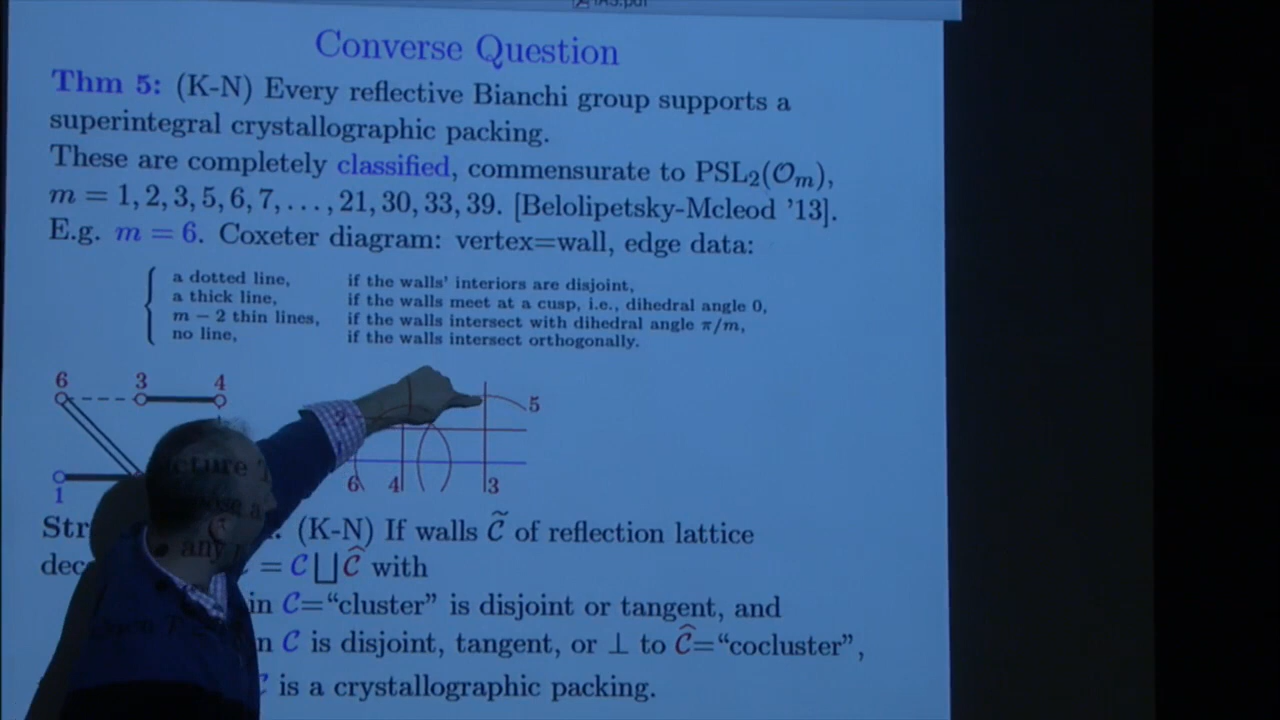 IAS.pdf
Converse Question
Thm 5: (K-N) Every reflective Bianchi group supports a
superintegral crystallographic packing.
These are completely classified, commensurate to PSL₂(𝒪ₘ),
m = 1, 2, 3, 5, 6, 7, . . . , 21, 30, 33, 39. [Belolipetsky-Mcleod '13].
E.g. m = 6. Coxeter diagram: vertex=wall, edge data:
a dotted line, if the walls' interiors are disjoint,
a thick line, if the walls meet at a cusp, i.e., dihedral angle 0,
m − 2 thin lines, if the walls intersect with dihedral angle π/m,
no line, if the walls intersect orthogonally.
6 3 4
5
1
6 4 3
(K-N) If walls 𝒞̃ of reflection lattice
= 𝒞 ⨆ 𝒞̂ with
in 𝒞="cluster" is disjoint or tangent, and
𝒞 is disjoint, tangent, or ⊥ to 𝒞̂="cocluster",
is a crystallographic packing.